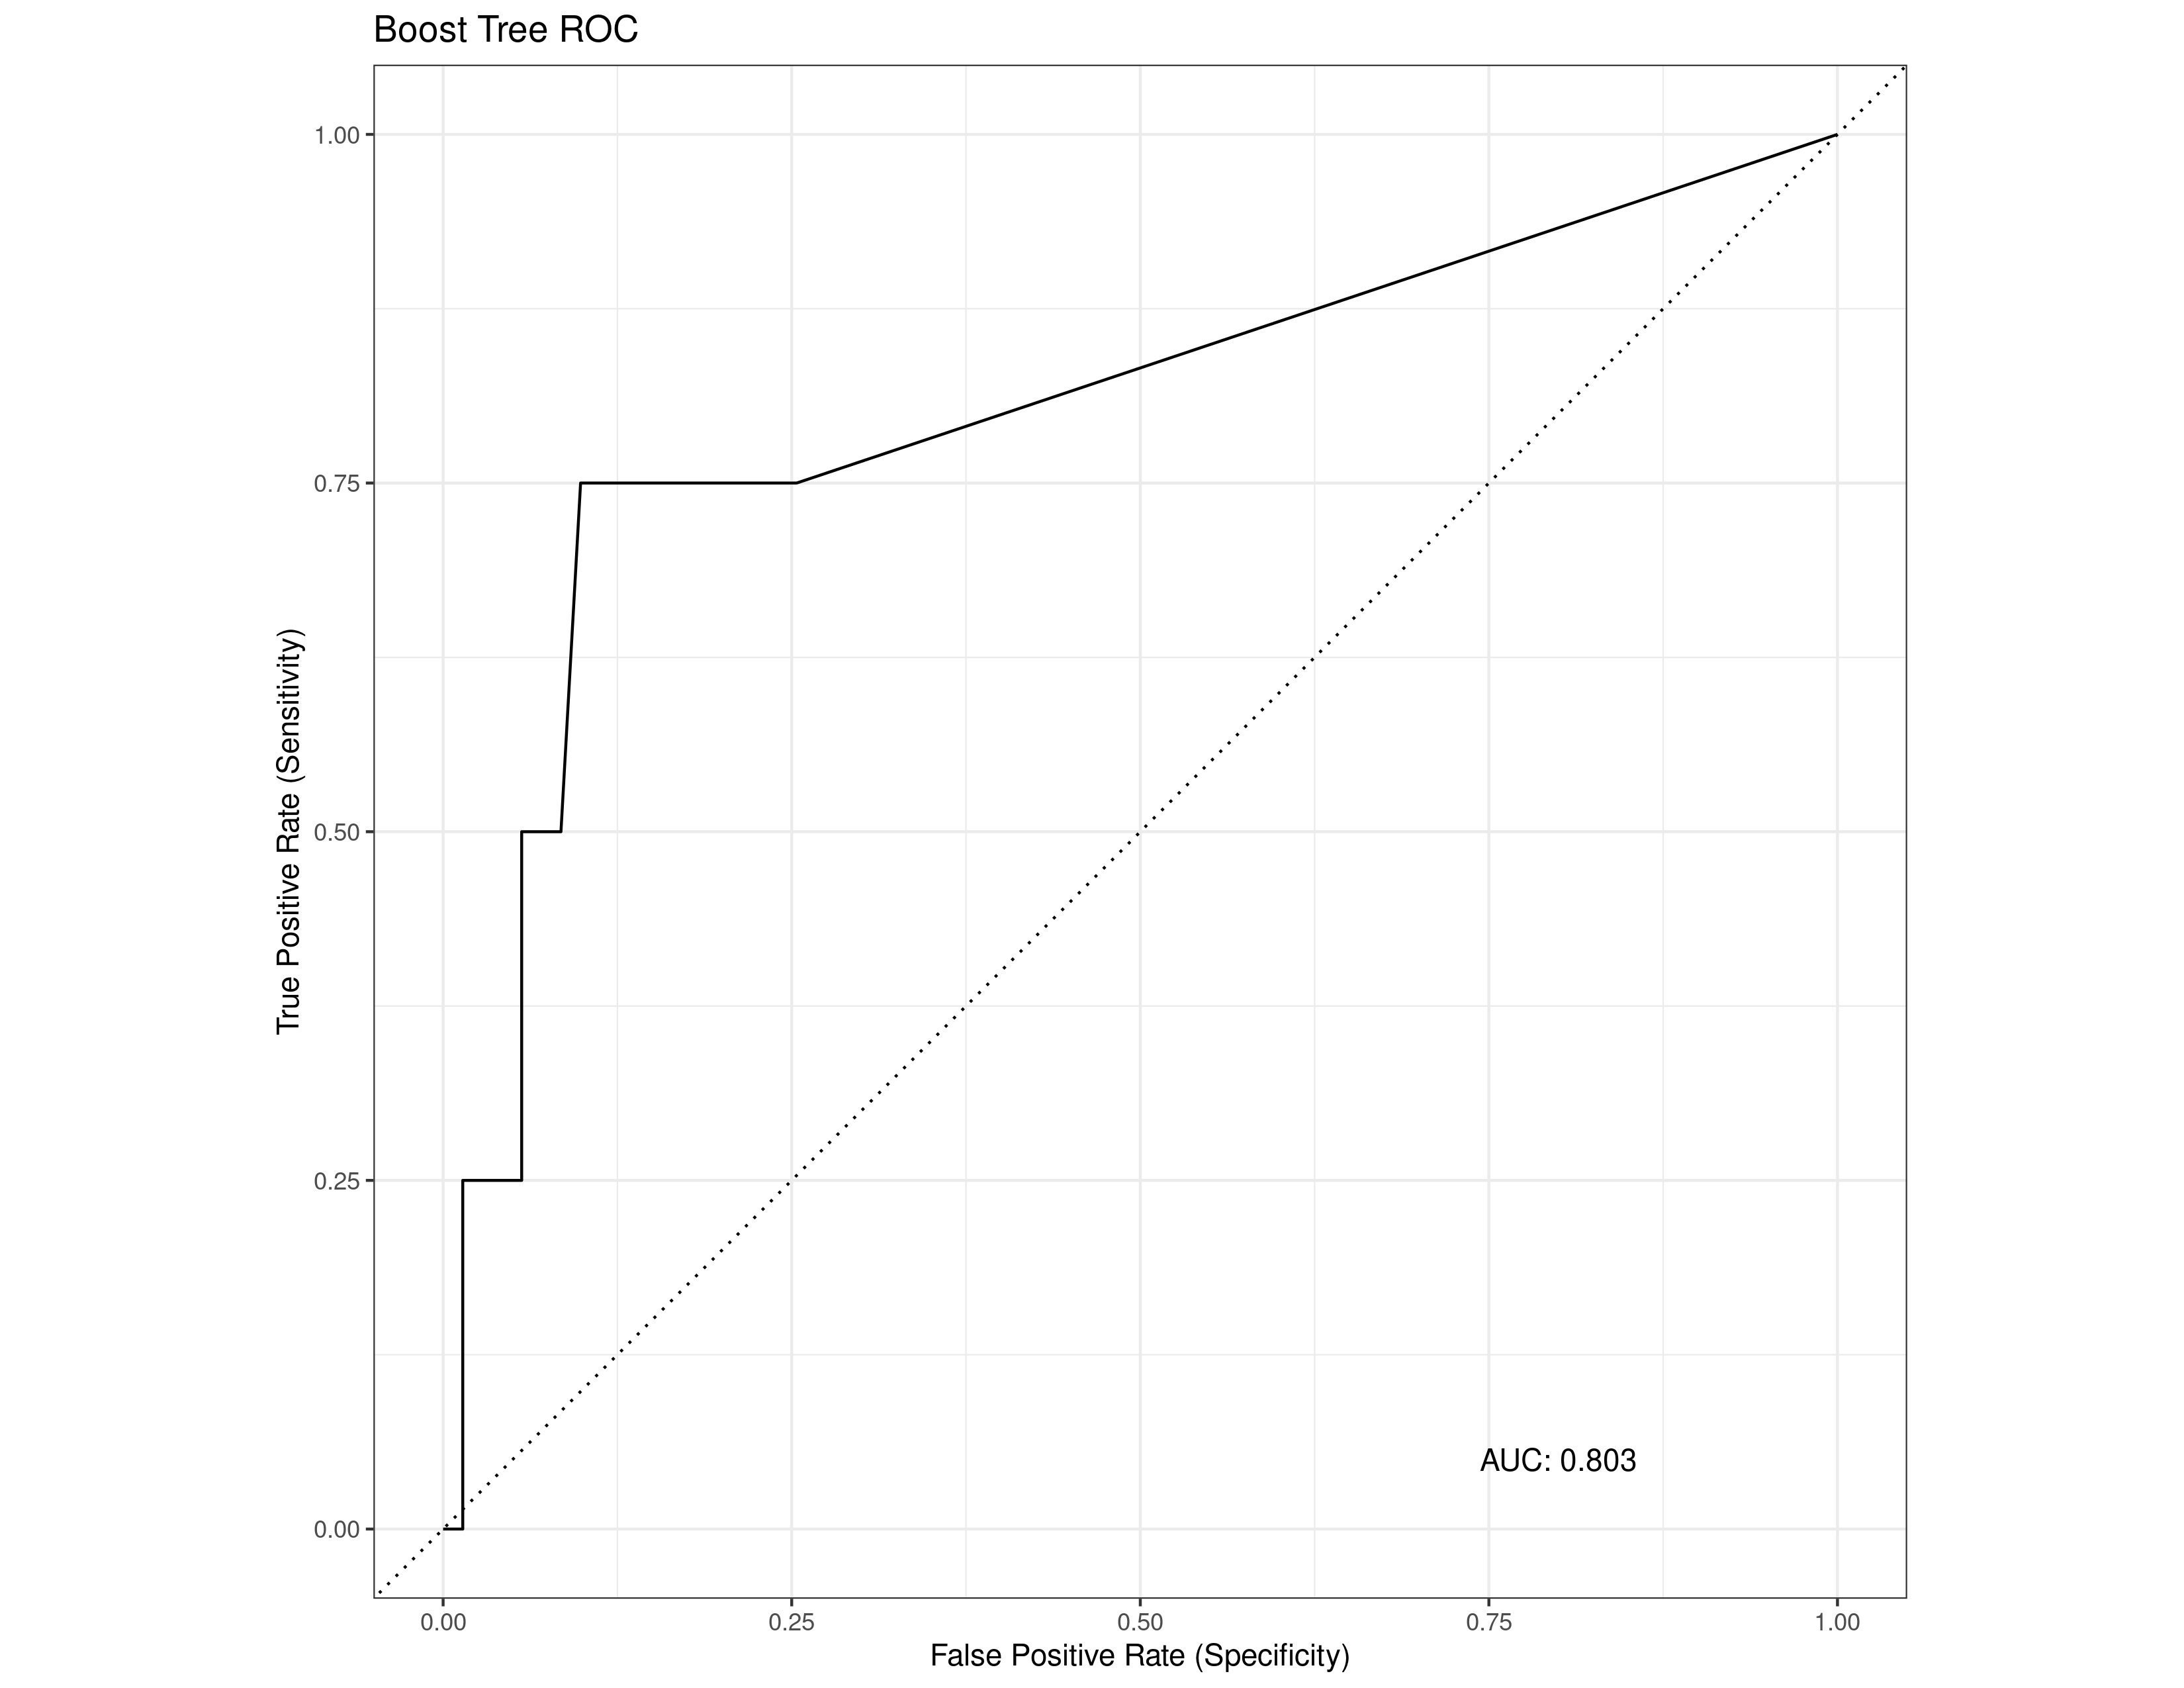 Boost Tree ROC
True Positive Rate (Sensitivity)
1.00
0.75
0.50
0.25
0.00
AUC: 0.803
0.00 0.25 0.50 0.75 1.00
False Positive Rate (Specificity)